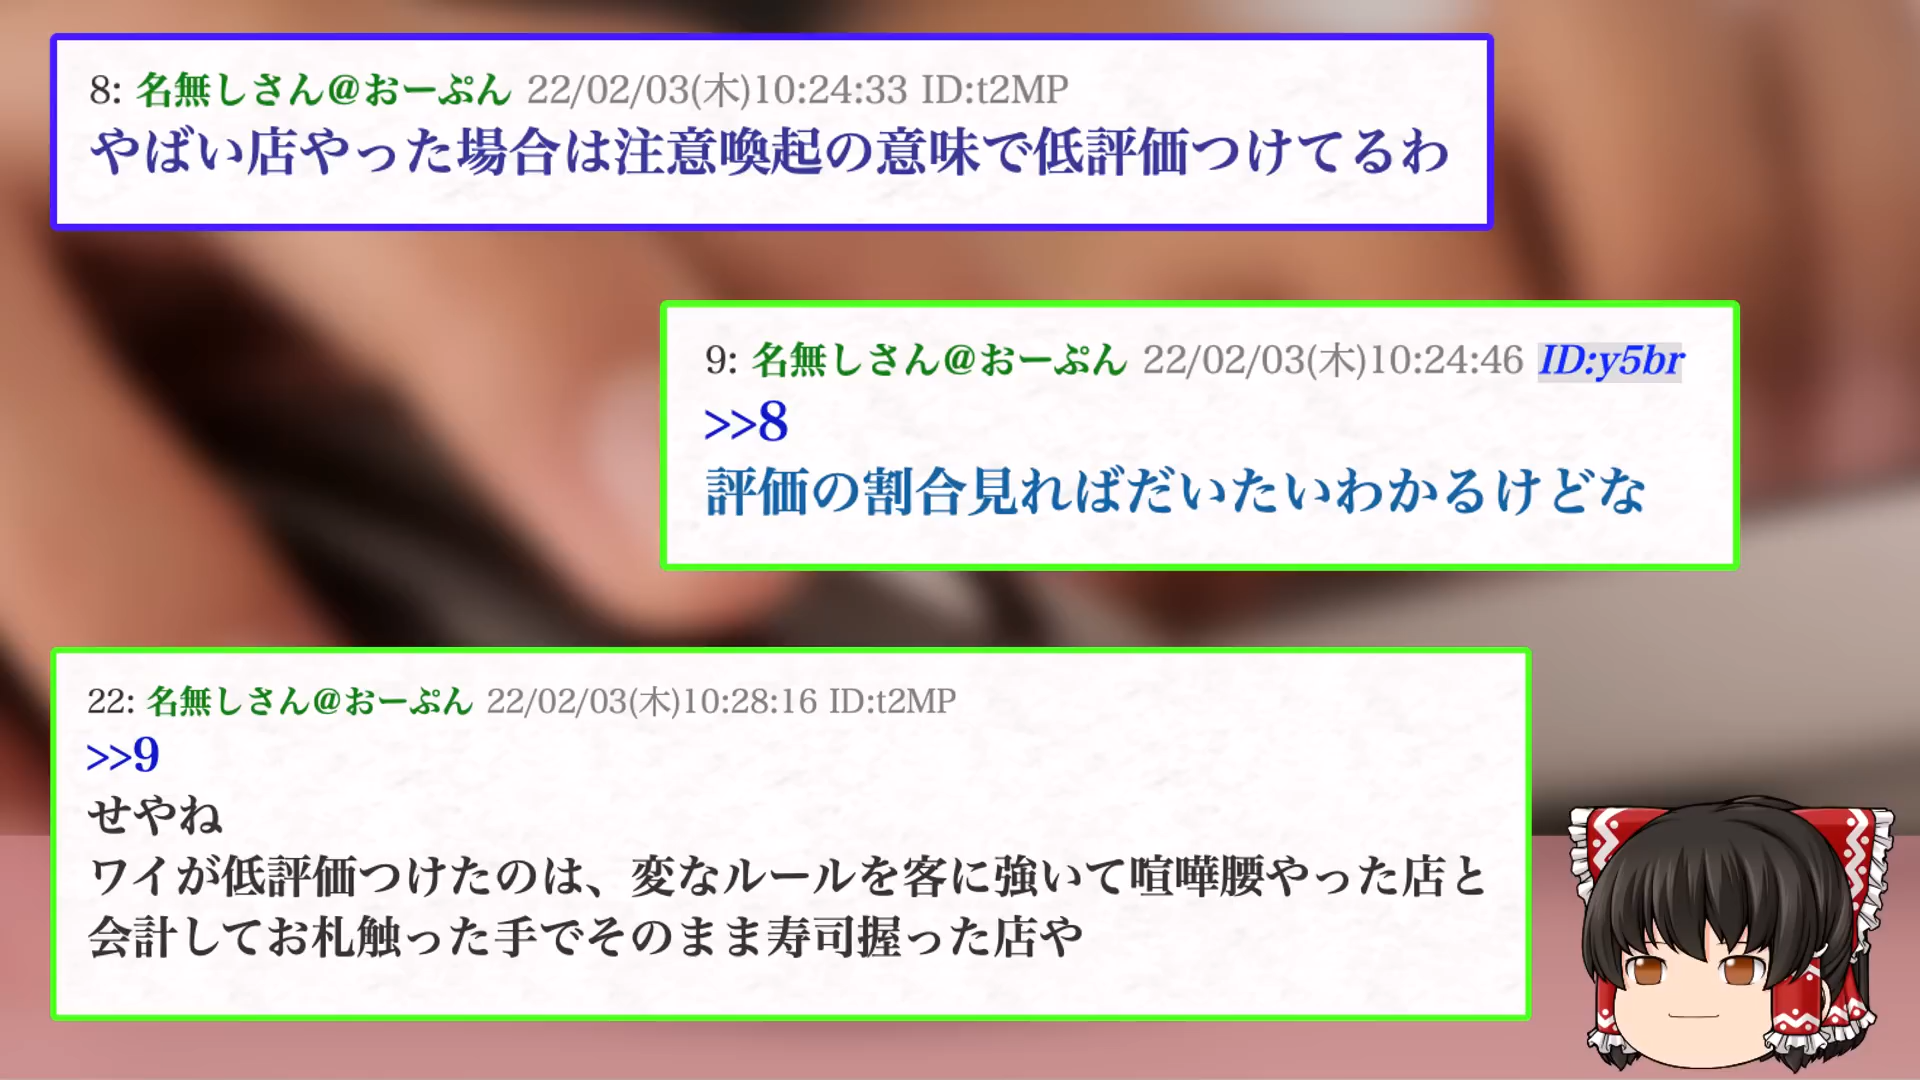 8: 名無しさん＠おーぷん 22/02/03(木)10:24:33 ID:t2MP
やばい店やった場合は注意喚起の意味で低評価つけてるわ
9: 名無しさん＠おーぷん 22/02/03(木)10:24:46 ID:y5br
>>8
評価の割合見ればだいたいわかるけどな
22: 名無しさん＠おーぷん 22/02/03(木)10:28:16 ID:t2MP
>>9
せやね
ワイが低評価つけたのは、変なルールを客に強いて喧嘩腰やった店と
会計してお札触った手でそのまま寿司握った店や